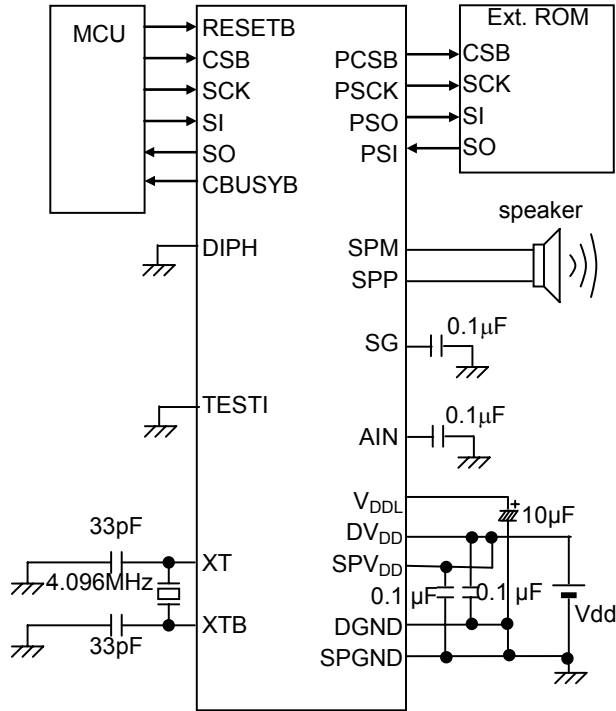 MCU
RESETB
CSB
SCK
SI
SO
CBUSYB
DIPH
TESTI
33pF
XT
4.096MHz
XTB
33pF
PCSB
PSCK
PSO
PSI
Ext. ROM
CSB
SCK
SI
SO
speaker
SPM
SPP
SG
0.1µF
AIN
0.1µF
VDDL
10µF
DVDD
SPVDD
0.1 µF
0.1 µF
Vdd
DGND
SPGND